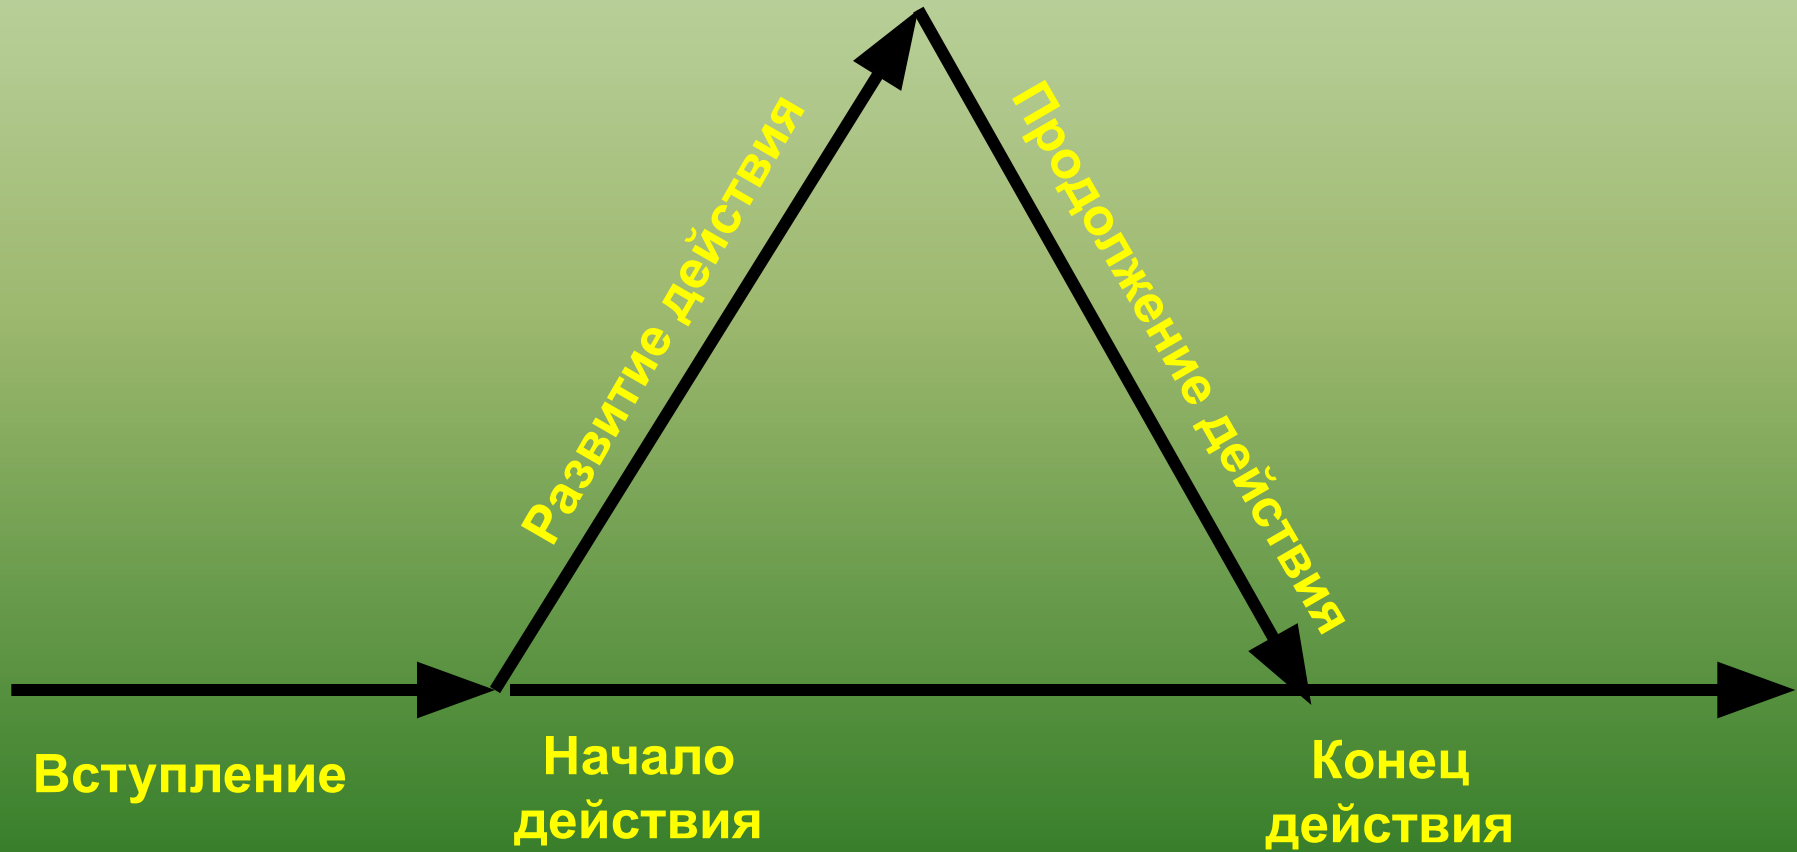 Развитие действия
Продолжение действия
Вступление
Начало
действия
Конец
действия